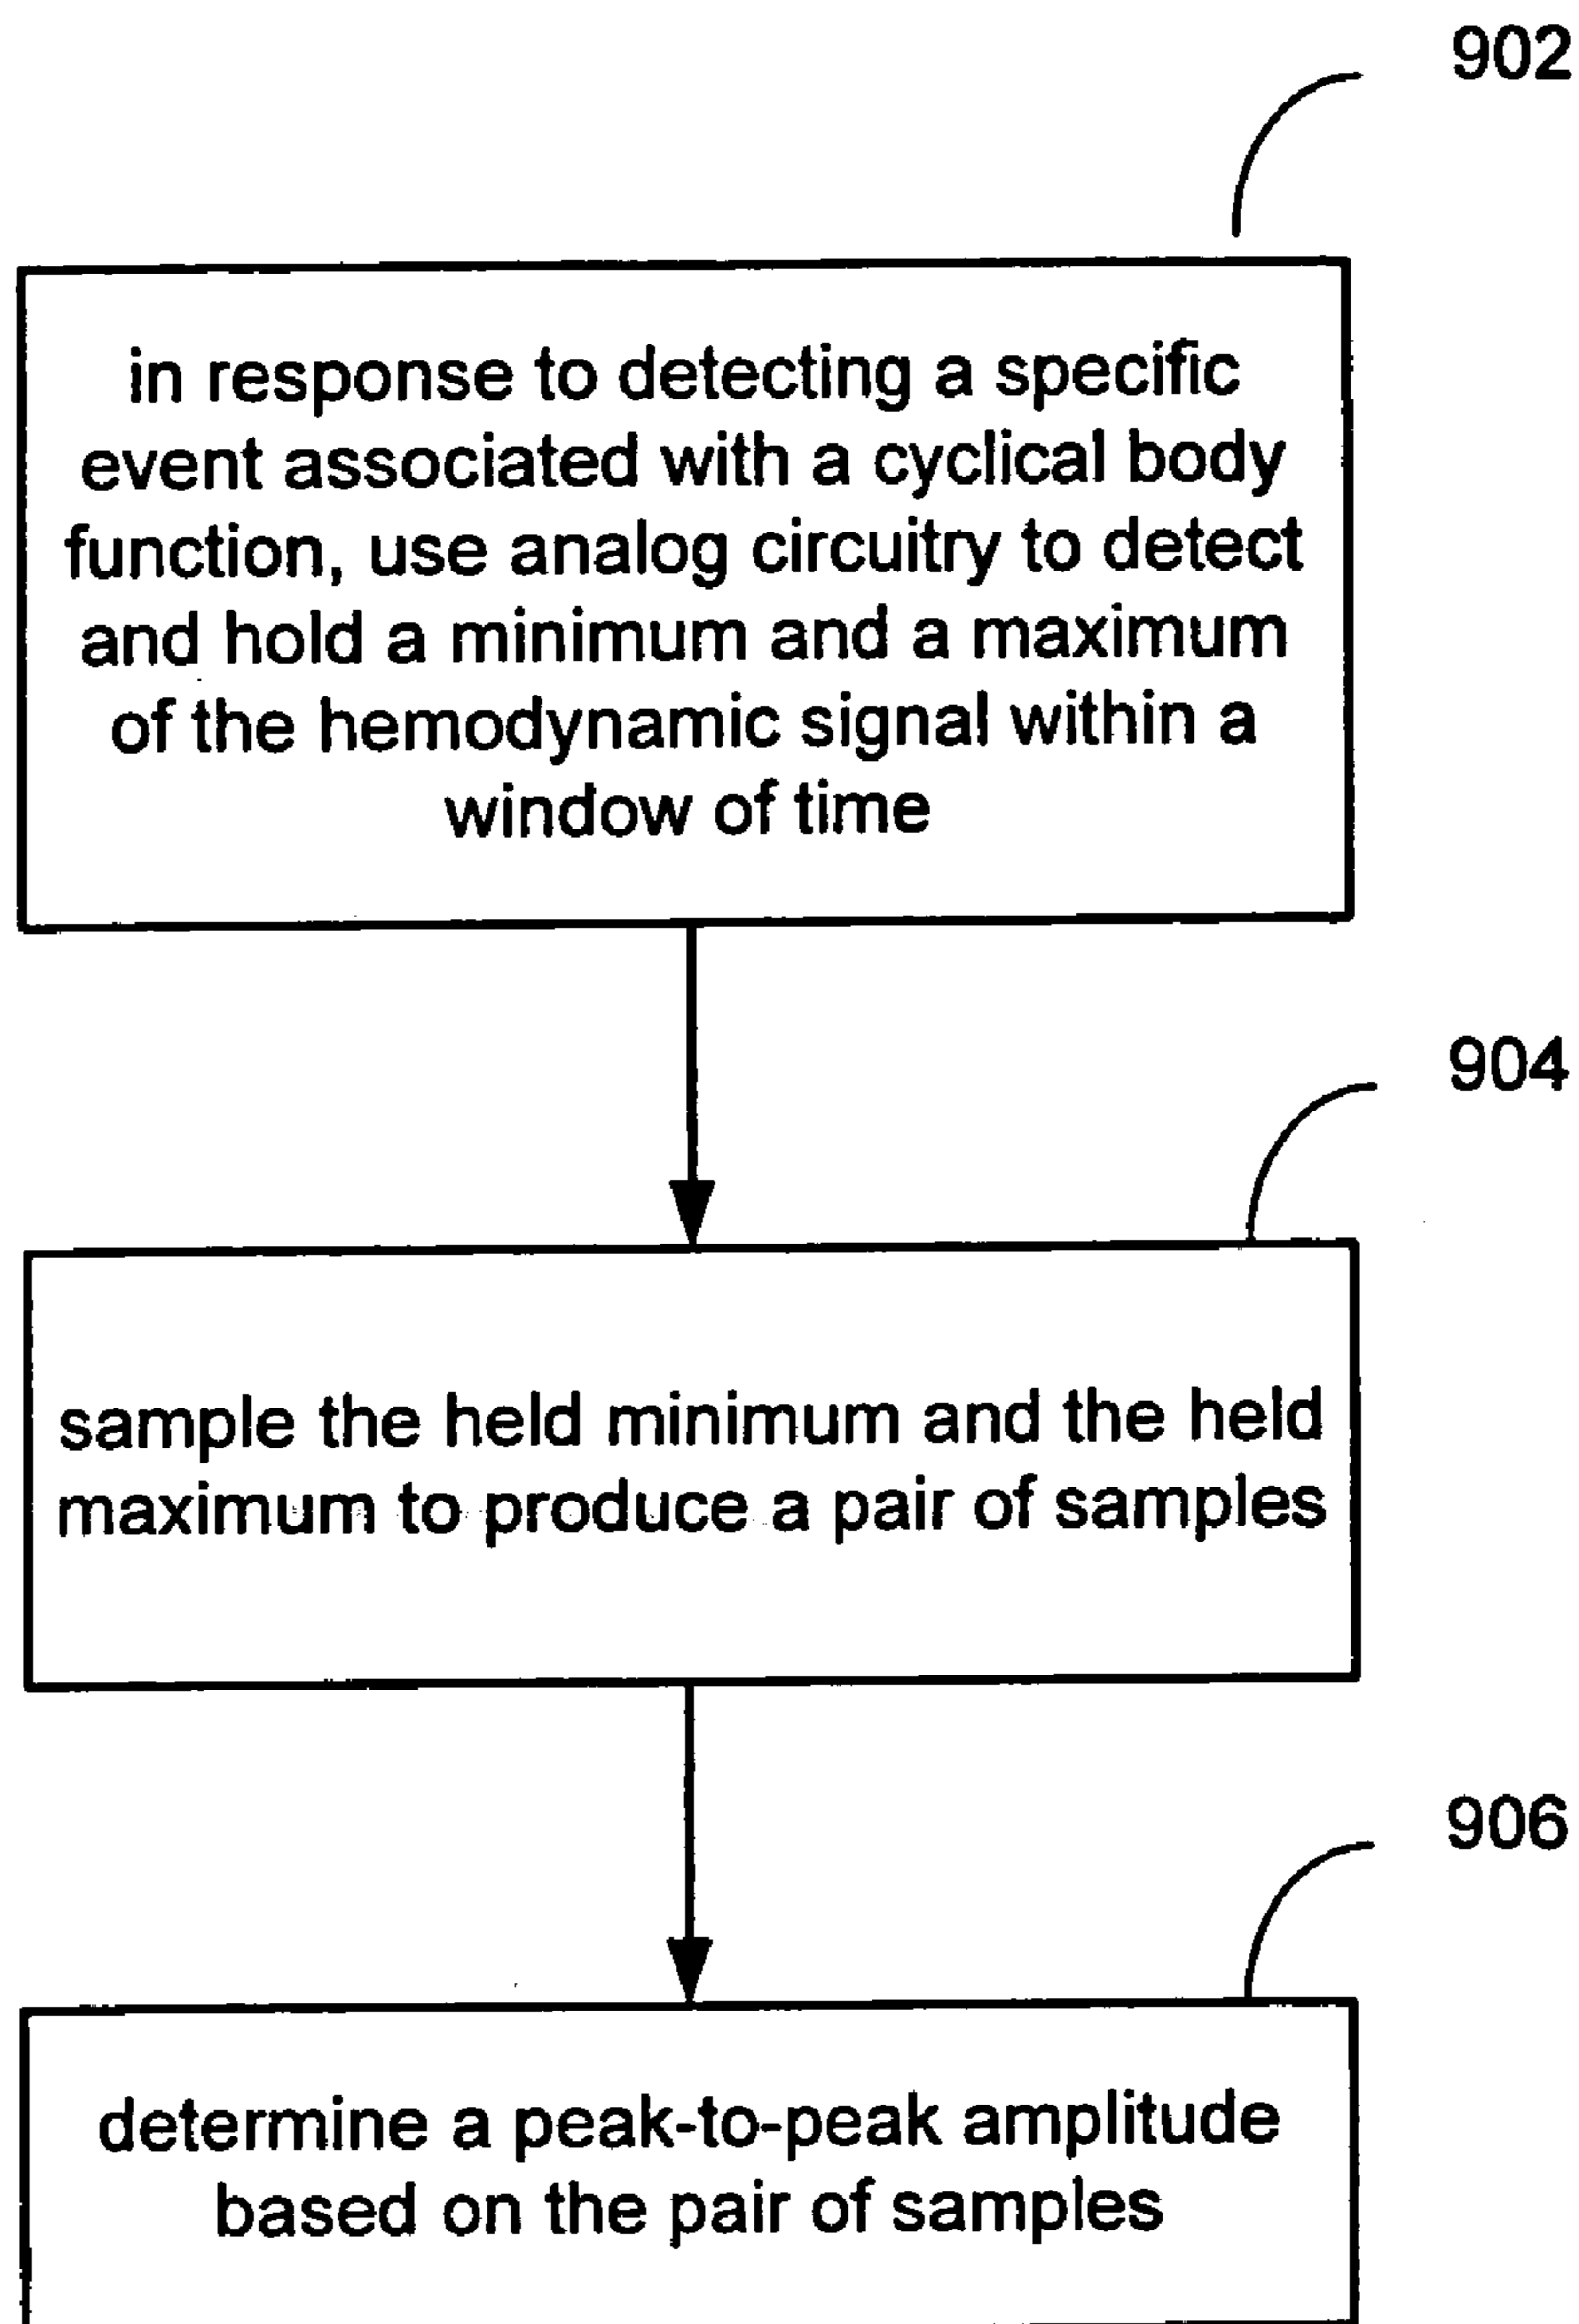 902
in response to detecting a specific
event associated with a cyclical body
function, use analog circuitry to detect
and hold a minimum and a maximum
of the hemodynamic signal within a
window of time
904
sample the held minimum and the held
maximum to produce a pair of samples
906
determine a peak-to-peak amplitude
based on the pair of samples